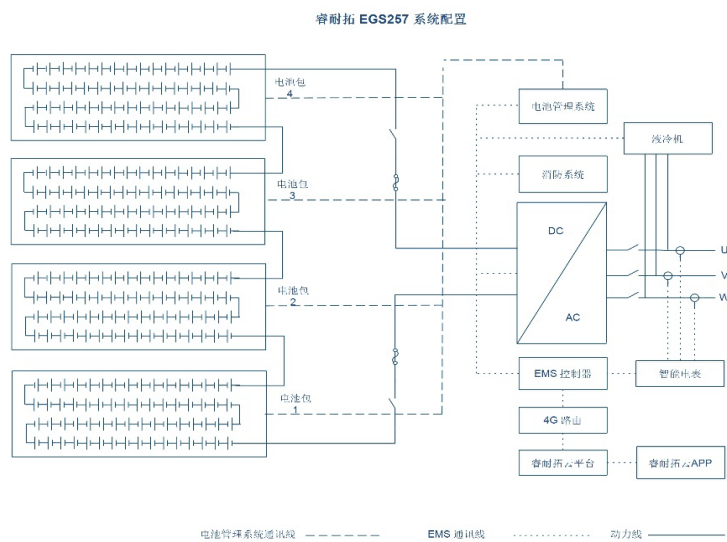 睿耐拓 EGS257 系统配置
电池包
4
电池管理系统
液冷机
消防系统
电池包
3
DC
U
V
电池包
2
W
AC
EMS 控制器
智能电表
电池包
1
4G 路由
睿耐拓云平台
睿耐拓云APP
电池管理系统通讯线
EMS 通讯线
动力线